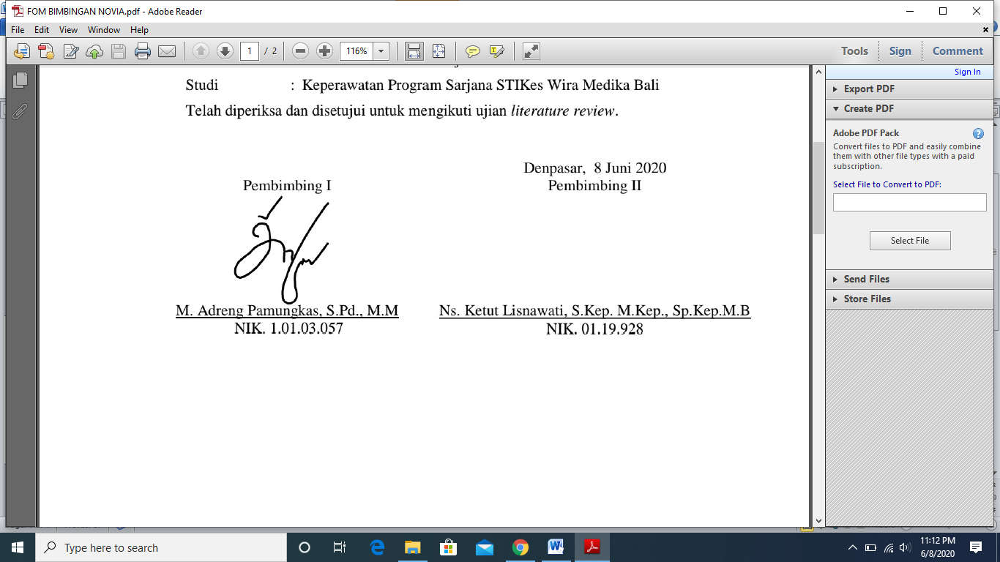 FOM BIMBINGAN NOVIA.pdf - Adobe Reader
File Edit View Window Help
1 / 2 116% Tools Sign Comment
Sign In
Studi : Keperawatan Program Sarjana STIKes Wira Medika Bali
Telah diperiksa dan disetujui untuk mengikuti ujian literature review.
Denpasar, 8 Juni 2020
Pembimbing I Pembimbing II
M. Adreng Pamungkas, S.Pd., M.M Ns. Ketut Lisnawati, S.Kep. M.Kep., Sp.Kep.M.B
NIK. 1.01.03.057 NIK. 01.19.928
Export PDF
Create PDF
Adobe PDF Pack
Convert files to PDF and easily combine
them with other file types with a paid
subscription.
Select File to Convert to PDF:
Select File
Send Files
Store Files
Type here to search
11:12 PM
6/8/2020